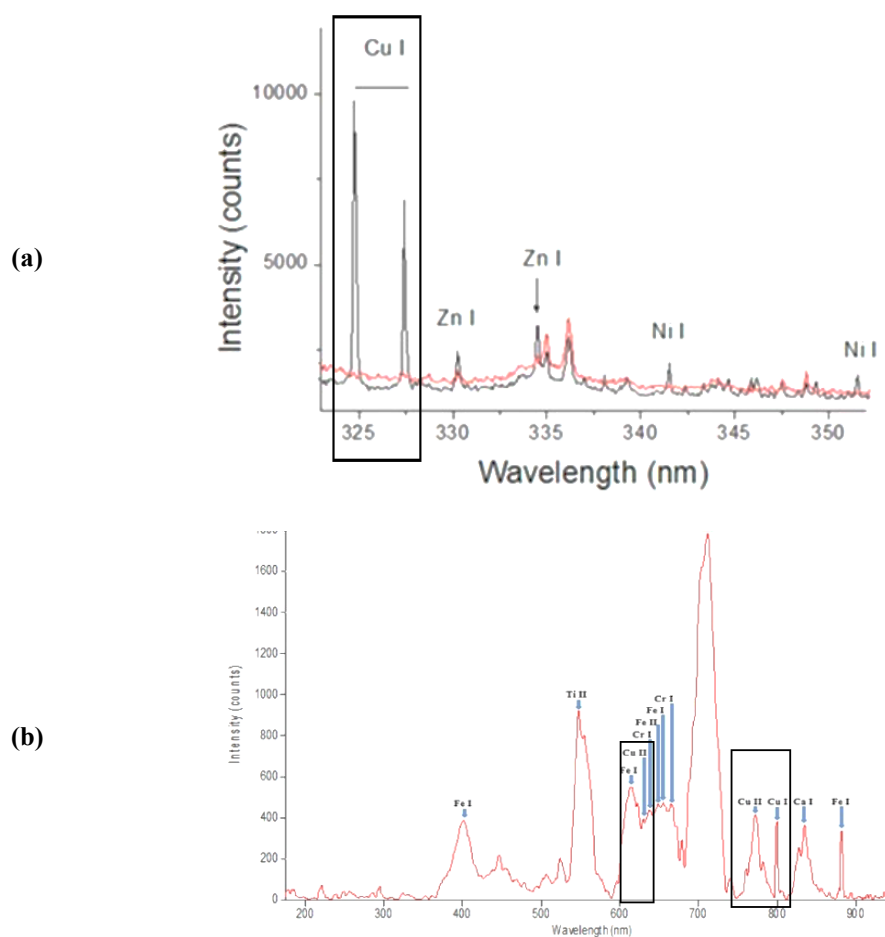 (a)
Intensity (counts)
10000
5000
Cu I
Zn I
Zn I
Ni I
Ni I
325 330 335 340 345 350
Wavelength (nm)
(b)
Intensity (counts)
1600
1400
1200
1000
800
600
400
200
0
Fe I
Ti II
Fe I
Cu II
Cr I
Fe II
Fe I
Cr I
Cu II
Cu I
Ca I
Fe I
200 300 400 500 600 700 800 900
Wavelength (nm)